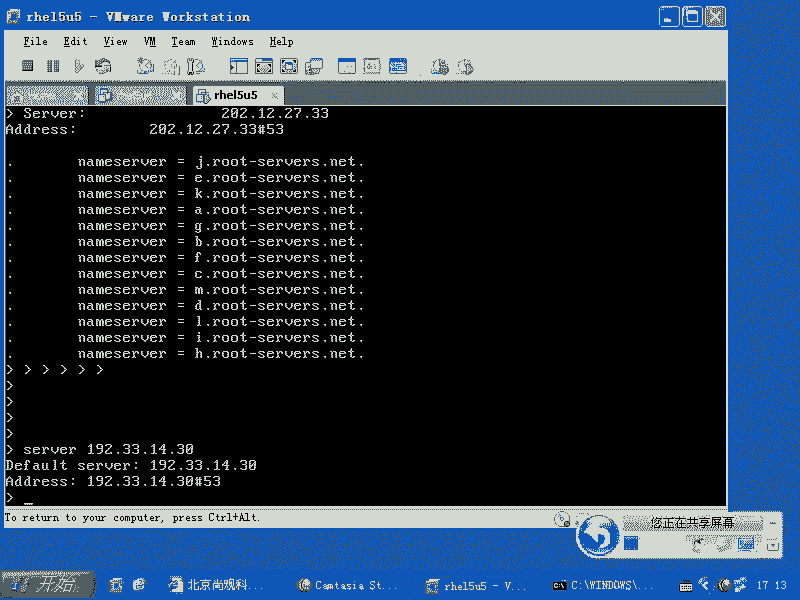 rhel5u5 - VMware Workstation
File Edit View VM Team Windows Help
rhel5u5 ×
> Server:		202.12.27.33
Address:	202.12.27.33#53
.	nameserver = j.root-servers.net.
.	nameserver = e.root-servers.net.
.	nameserver = k.root-servers.net.
.	nameserver = a.root-servers.net.
.	nameserver = g.root-servers.net.
.	nameserver = b.root-servers.net.
.	nameserver = f.root-servers.net.
.	nameserver = c.root-servers.net.
.	nameserver = m.root-servers.net.
.	nameserver = d.root-servers.net.
.	nameserver = l.root-servers.net.
.	nameserver = i.root-servers.net.
.	nameserver = h.root-servers.net.
> > > > > >
>
>
>
>
> server 192.33.14.30
Default server: 192.33.14.30
Address: 192.33.14.30#53
> _
To return to your computer, press Ctrl+Alt.
您正在共享屏幕
开始 北京尚观科... Camtasia St... rhel5u5 - V... C:\WINDOWS\... 17 13